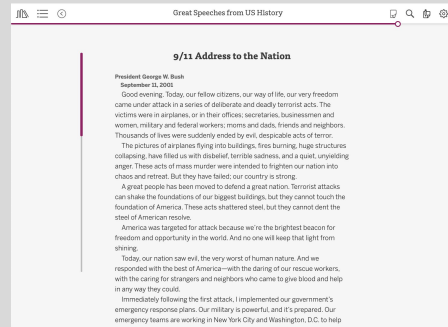 Great Speeches from US History
9/11 Address to the Nation
President George W. Bush
September 11, 2001
Good evening. Today, our fellow citizens, our way of life, our very freedom
came under attack in a series of deliberate and deadly terrorist acts. The
victims were in airplanes, or in their offices; secretaries, businessmen and
women, military and federal workers; moms and dads, friends and neighbors.
Thousands of lives were suddenly ended by evil, despicable acts of terror.
The pictures of airplanes flying into buildings, fires burning, huge structures
collapsing, have filled us with disbelief, terrible sadness, and a quiet, unyielding
anger. These acts of mass murder were intended to frighten our nation into
chaos and retreat. But they have failed; our country is strong.
A great people has been moved to defend a great nation. Terrorist attacks
can shake the foundations of our biggest buildings, but they cannot touch the
foundation of America. These acts shattered steel, but they cannot dent the
steel of American resolve.
America was targeted for attack because we're the brightest beacon for
freedom and opportunity in the world. And no one will keep that light from
shining.
Today, our nation saw evil, the very worst of human nature. And we
responded with the best of America—with the daring of our rescue workers,
with the caring for strangers and neighbors who came to give blood and help
in any way they could.
Immediately following the first attack, I implemented our government's
emergency response plans. Our military is powerful, and it's prepared. Our
emergency teams are working in New York City and Washington, D.C. to help